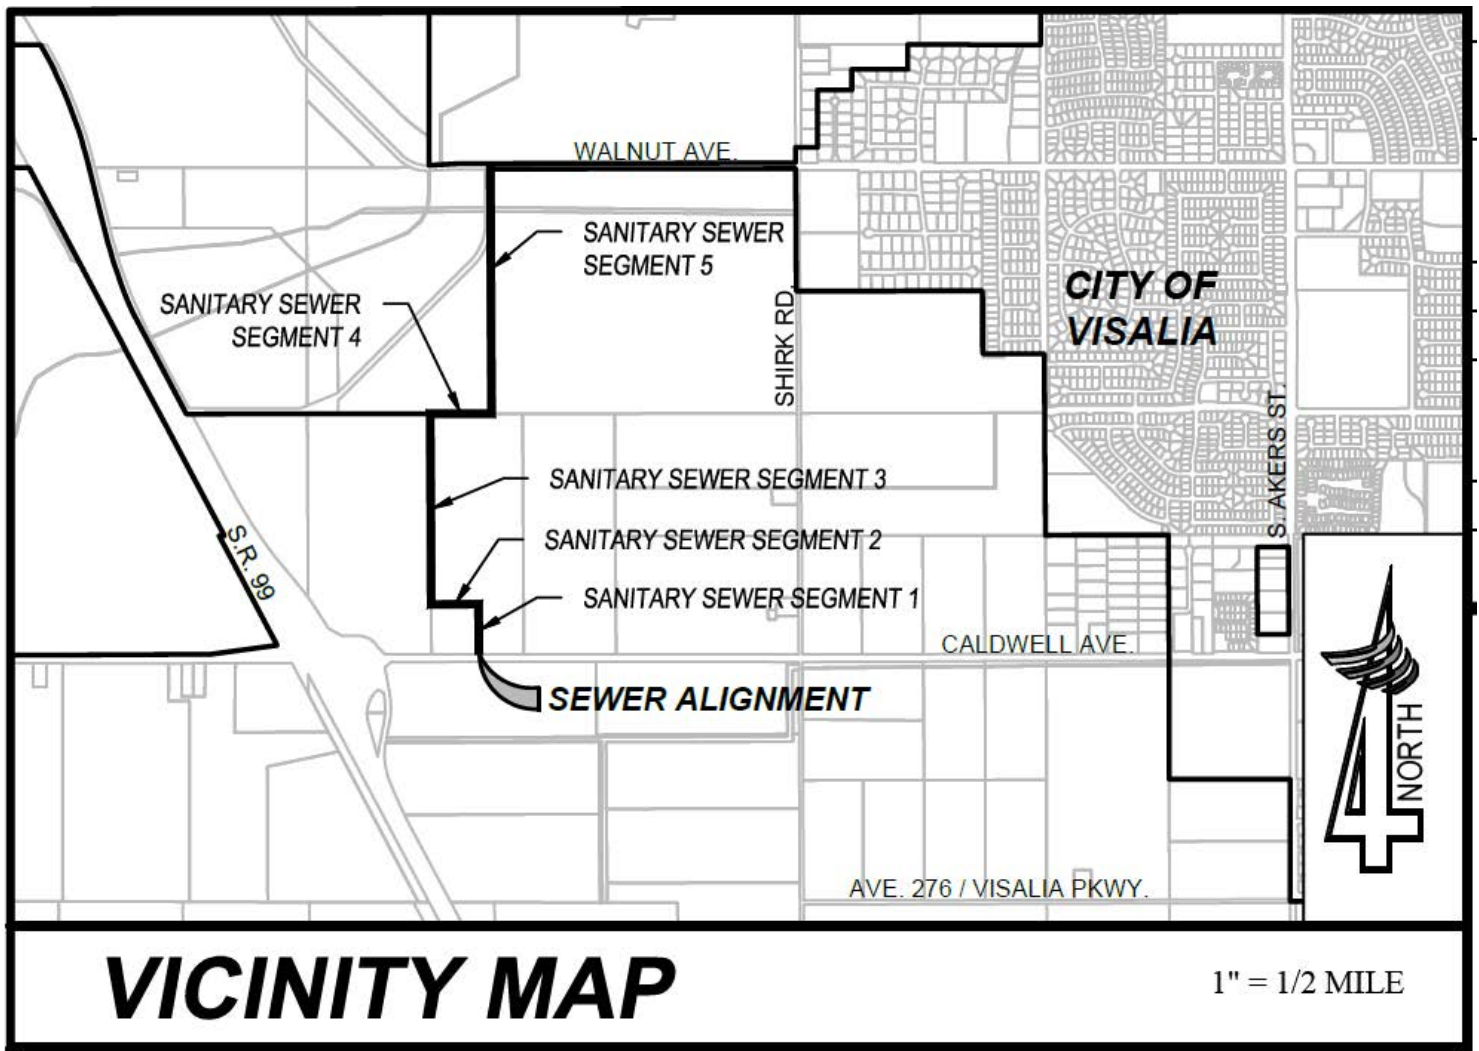 WALNUT AVE.
SANITARY SEWER
SEGMENT 5
CITY OF
VISALIA
SANITARY SEWER
SEGMENT 4
SHIRK RD.
S. AKERS ST.
SANITARY SEWER SEGMENT 3
S.R. 99
SANITARY SEWER SEGMENT 2
SANITARY SEWER SEGMENT 1
CALDWELL AVE.
SEWER ALIGNMENT
NORTH
AVE. 276 / VISALIA PKWY.
VICINITY MAP
1" = 1/2 MILE